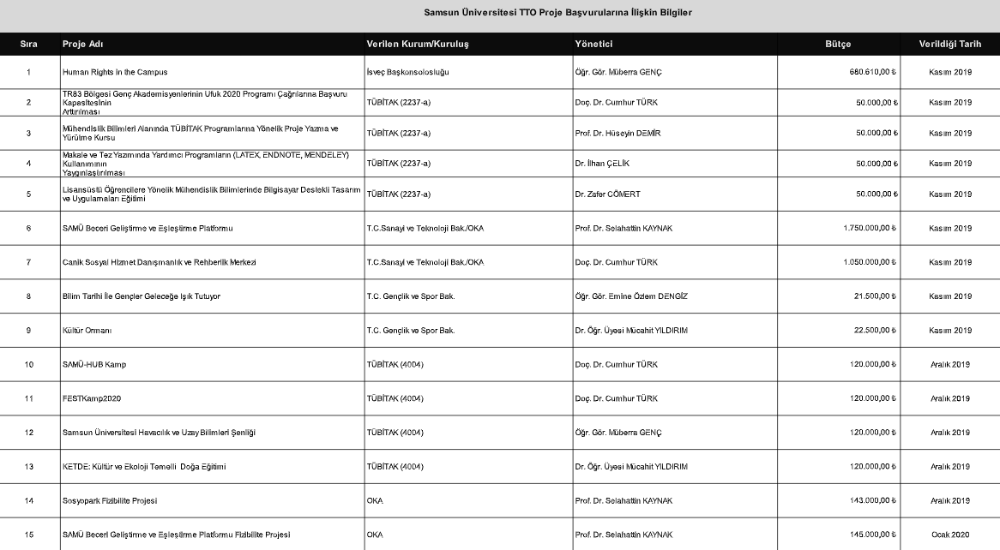 Samsun Üniversitesi TTO Proje Başvurularına İlişkin Bilgiler
Sıra Proje Adı Verilen Kurum/Kuruluş Yönetici Bütçe Verildiği Tarih
1 Human Rights in the Campus İsveç Başkonsolosluğu Öğr. Gör. Müberra GENÇ 680.610,00 ₺ Kasım 2019
TR83 Bölgesi Genç Akademisyenlerinin Ufuk 2020 Programı Çağrılarına Başvuru
2 Kapasitesinin TÜBİTAK (2237-a) Doç. Dr. Cumhur TÜRK 50.000,00 ₺ Kasım 2019
Arttırılması
Mühendislik Bilimleri Alanında TÜBİTAK Programlarına Yönelik Proje Yazma ve
3 Yürütme Kursu TÜBİTAK (2237-a) Prof. Dr. Hüseyin DEMİR 50.000,00 ₺ Kasım 2019
Makale ve Tez Yazımında Yardımcı Programların (LATEX, ENDNOTE, MENDELEY)
4 Kullanımının TÜBİTAK (2237-a) Dr. İlhan ÇELİK 50.000,00 ₺ Kasım 2019
Yaygınlaştırılması
Lisansüstü Öğrencilere Yönelik Mühendislik Bilimlerinde Bilgisayar Destekli Tasarım
5 ve Uygulamaları Eğitimi TÜBİTAK (2237-a) Dr. Zafer CÖMERT 50.000,00 ₺ Kasım 2019
6 SAMÜ Beceri Geliştirme ve Eşleştirme Platformu T.C.Sanayi ve Teknoloji Bak./OKA Prof. Dr. Selahattin KAYNAK 1.750.000,00 ₺ Kasım 2019
7 Canik Sosyal Hizmet Danışmanlık ve Rehberlik Merkezi T.C.Sanayi ve Teknoloji Bak./OKA Doç. Dr. Cumhur TÜRK 1.050.000,00 ₺ Kasım 2019
8 Bilim Tarihi İle Gençler Geleceğe Işık Tutuyor T.C. Gençlik ve Spor Bak. Öğr. Gör. Emine Özlem DENGİZ 21.500,00 ₺ Kasım 2019
9 Kültür Ormanı T.C. Gençlik ve Spor Bak. Dr. Öğr. Üyesi Mücahit YILDIRIM 22.500,00 ₺ Kasım 2019
10 SAMÜ-HUB Kamp TÜBİTAK (4004) Doç. Dr. Cumhur TÜRK 120.000,00 ₺ Aralık 2019
11 FESTKamp2020 TÜBİTAK (4004) Doç. Dr. Cumhur TÜRK 120.000,00 ₺ Aralık 2019
12 Samsun Üniversitesi Havacılık ve Uzay Bilimleri Şenliği TÜBİTAK (4004) Öğr. Gör. Müberra GENÇ 120.000,00 ₺ Aralık 2019
13 KETDE: Kültür ve Ekoloji Temelli Doğa Eğitimi TÜBİTAK (4004) Dr. Öğr. Üyesi Mücahit YILDIRIM 120.000,00 ₺ Aralık 2019
14 Sosyopark Fizibilite Projesi OKA Prof. Dr. Selahattin KAYNAK 143.000,00 ₺ Aralık 2019
15 SAMÜ Beceri Geliştirme ve Eşleştirme Platformu Fizibilite Projesi OKA Prof. Dr. Selahattin KAYNAK 145.000,00 ₺ Ocak 2020